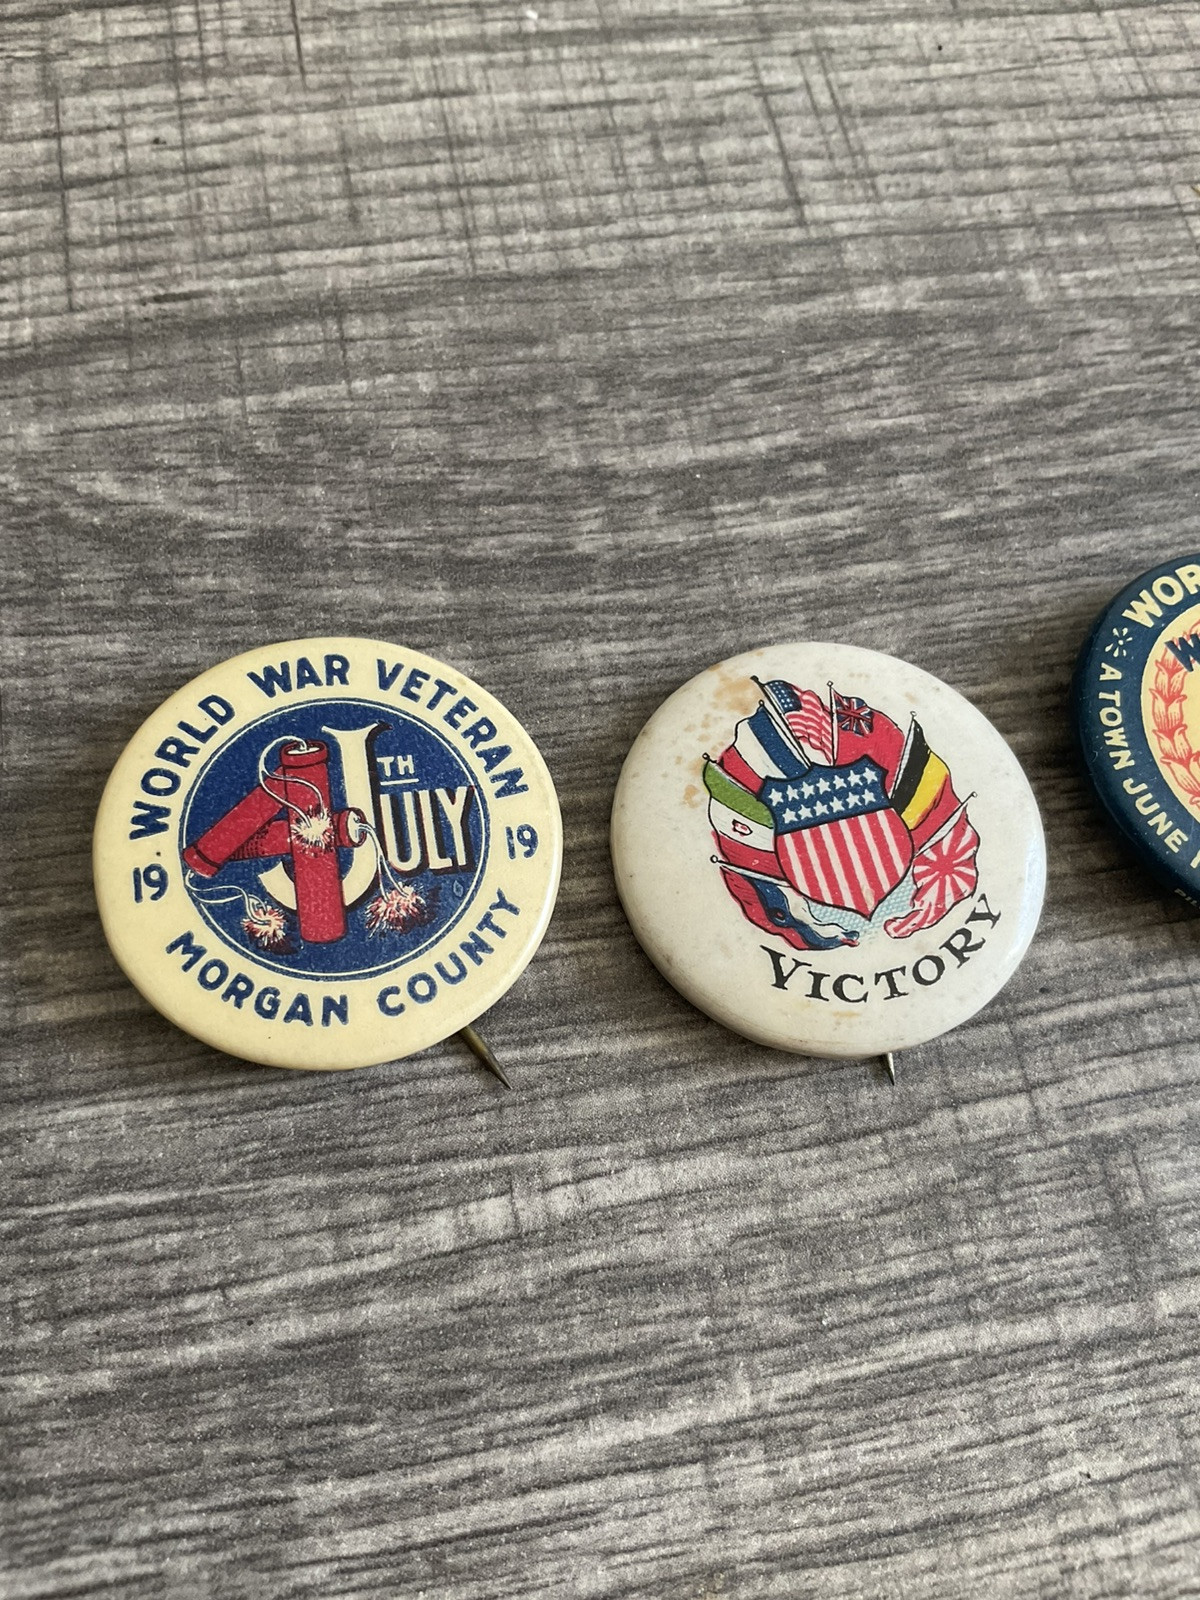 WORLD WAR VETERAN
19 19
4TH JULY
MORGAN COUNTY
VICTORY
A TOWN JUNE